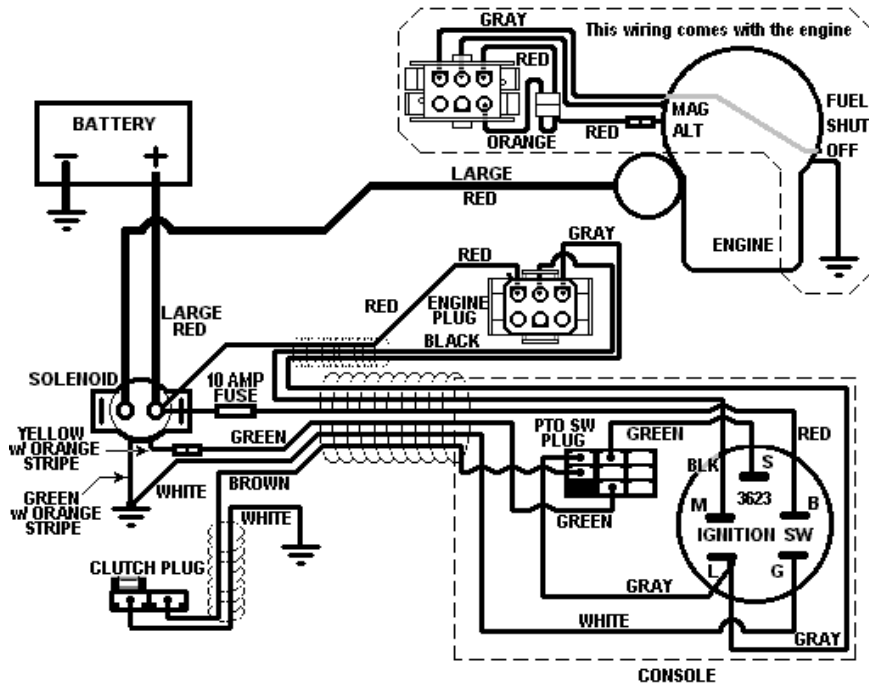 GRAY
This wiring comes with the engine
RED
MAG
ALT
FUEL
SHUT
OFF
RED
ORANGE
BATTERY
- +
LARGE
RED
ENGINE
GRAY
RED
RED
ENGINE
PLUG
LARGE
RED
BLACK
SOLENOID
10 AMP
FUSE
YELLOW
w/ ORANGE
STRIPE
GREEN
GREEN
w/ ORANGE
STRIPE
WHITE
BROWN
WHITE
CLUTCH PLUG
PTO SW
PLUG
GREEN
RED
BLK
S
3623
M
B
IGNITION SW
L
G
GREEN
GRAY
WHITE
GRAY
CONSOLE